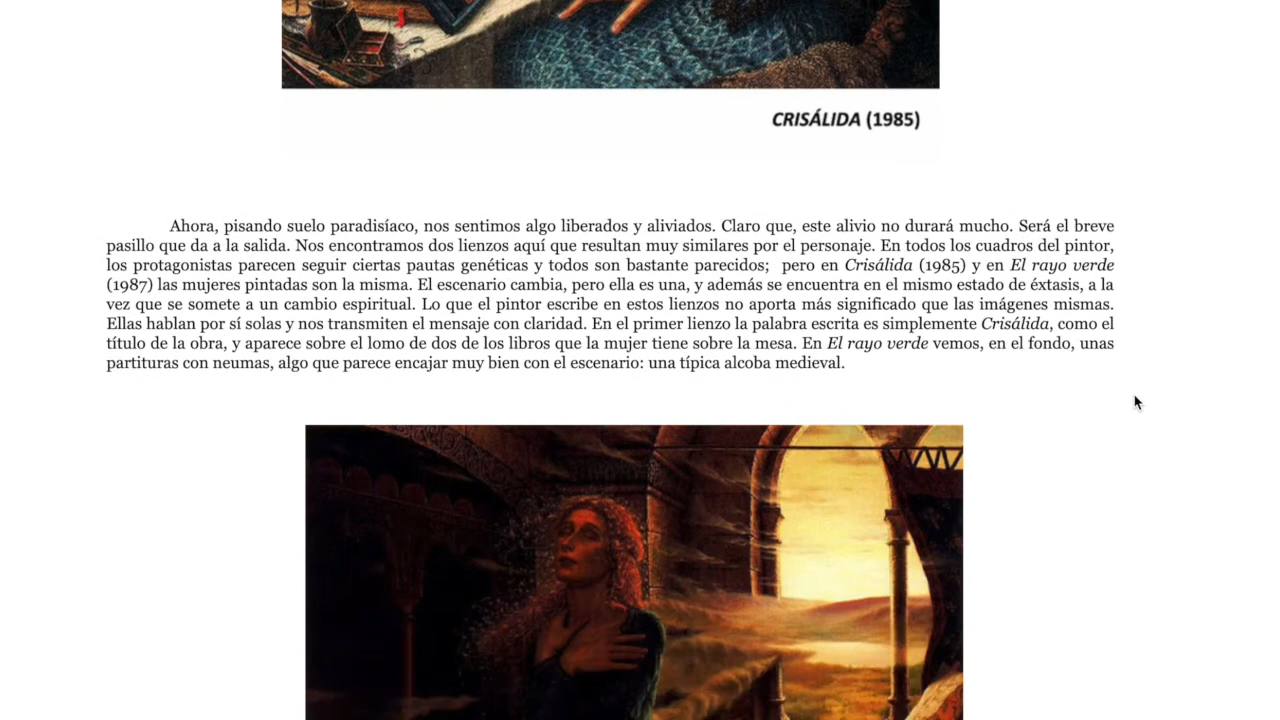 CRISÁLIDA (1985)
Ahora, pisando suelo paradisíaco, nos sentimos algo liberados y aliviados. Claro que, este alivio no durará mucho. Será el breve
pasillo que da a la salida. Nos encontramos dos lienzos aquí que resultan muy similares por el personaje. En todos los cuadros del pintor,
los protagonistas parecen seguir ciertas pautas genéticas y todos son bastante parecidos; pero en Crisálida (1985) y en El rayo verde
(1987) las mujeres pintadas son la misma. El escenario cambia, pero ella es una, y además se encuentra en el mismo estado de éxtasis, a la
vez que se somete a un cambio espiritual. Lo que el pintor escribe en estos lienzos no aporta más significado que las imágenes mismas.
Ellas hablan por sí solas y nos transmiten el mensaje con claridad. En el primer lienzo la palabra escrita es simplemente Crisálida, como el
título de la obra, y aparece sobre el lomo de dos de los libros que la mujer tiene sobre la mesa. En El rayo verde vemos, en el fondo, unas
partituras con neumas, algo que parece encajar muy bien con el escenario: una típica alcoba medieval.